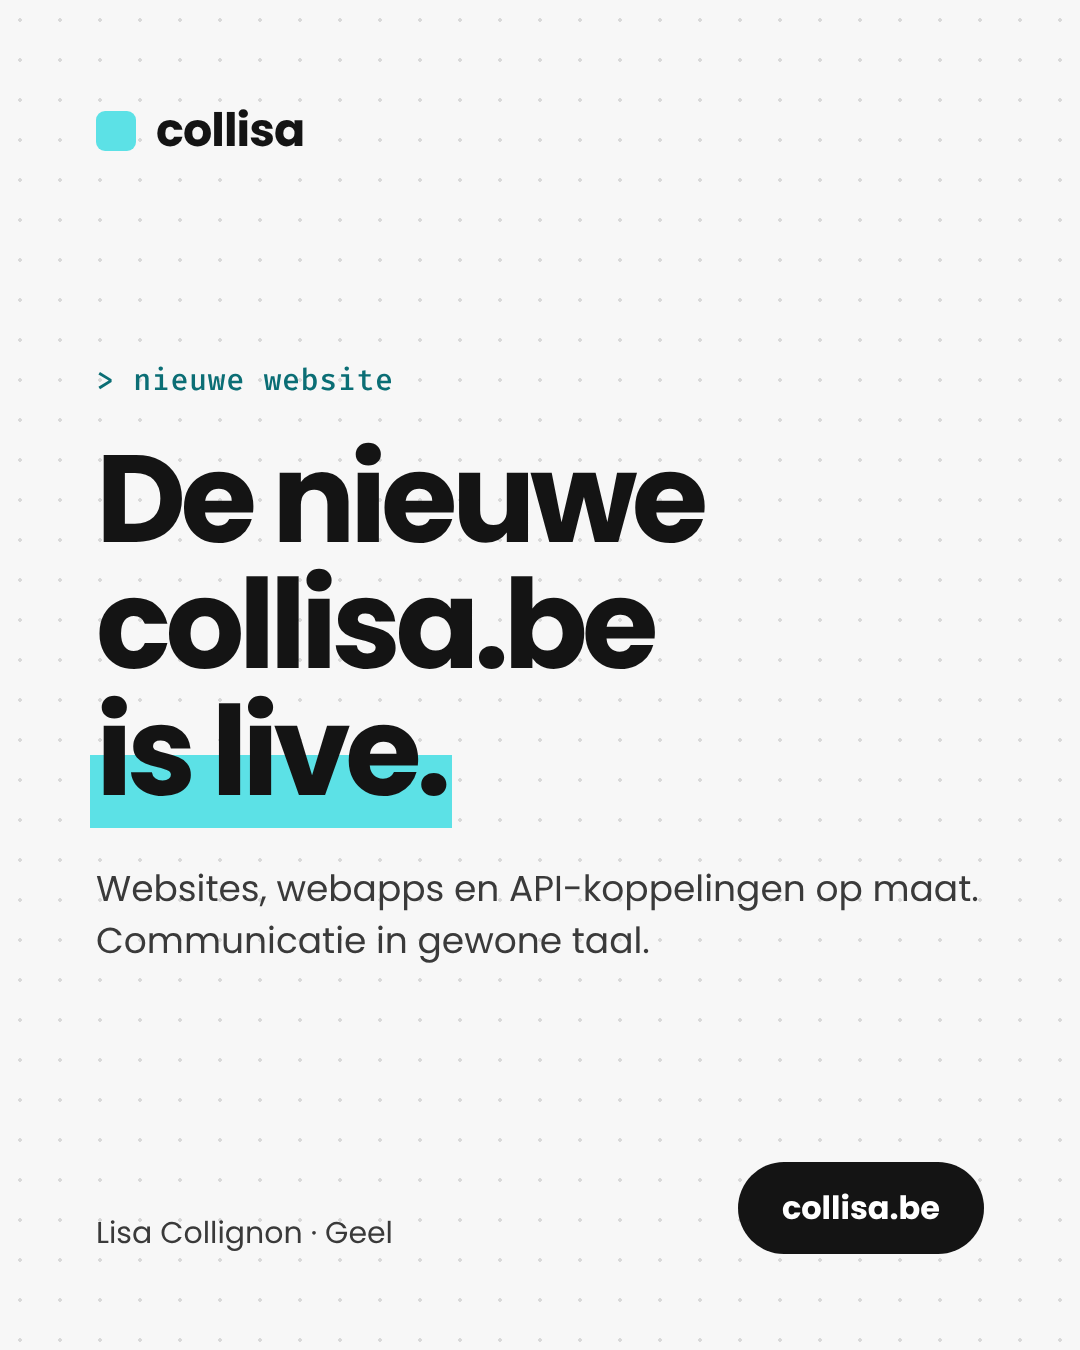 collisa
> nieuwe website
De nieuwe
collisa.be
is live.
Websites, webapps en API-koppelingen op maat.
Communicatie in gewone taal.
Lisa Collignon · Geel
collisa.be